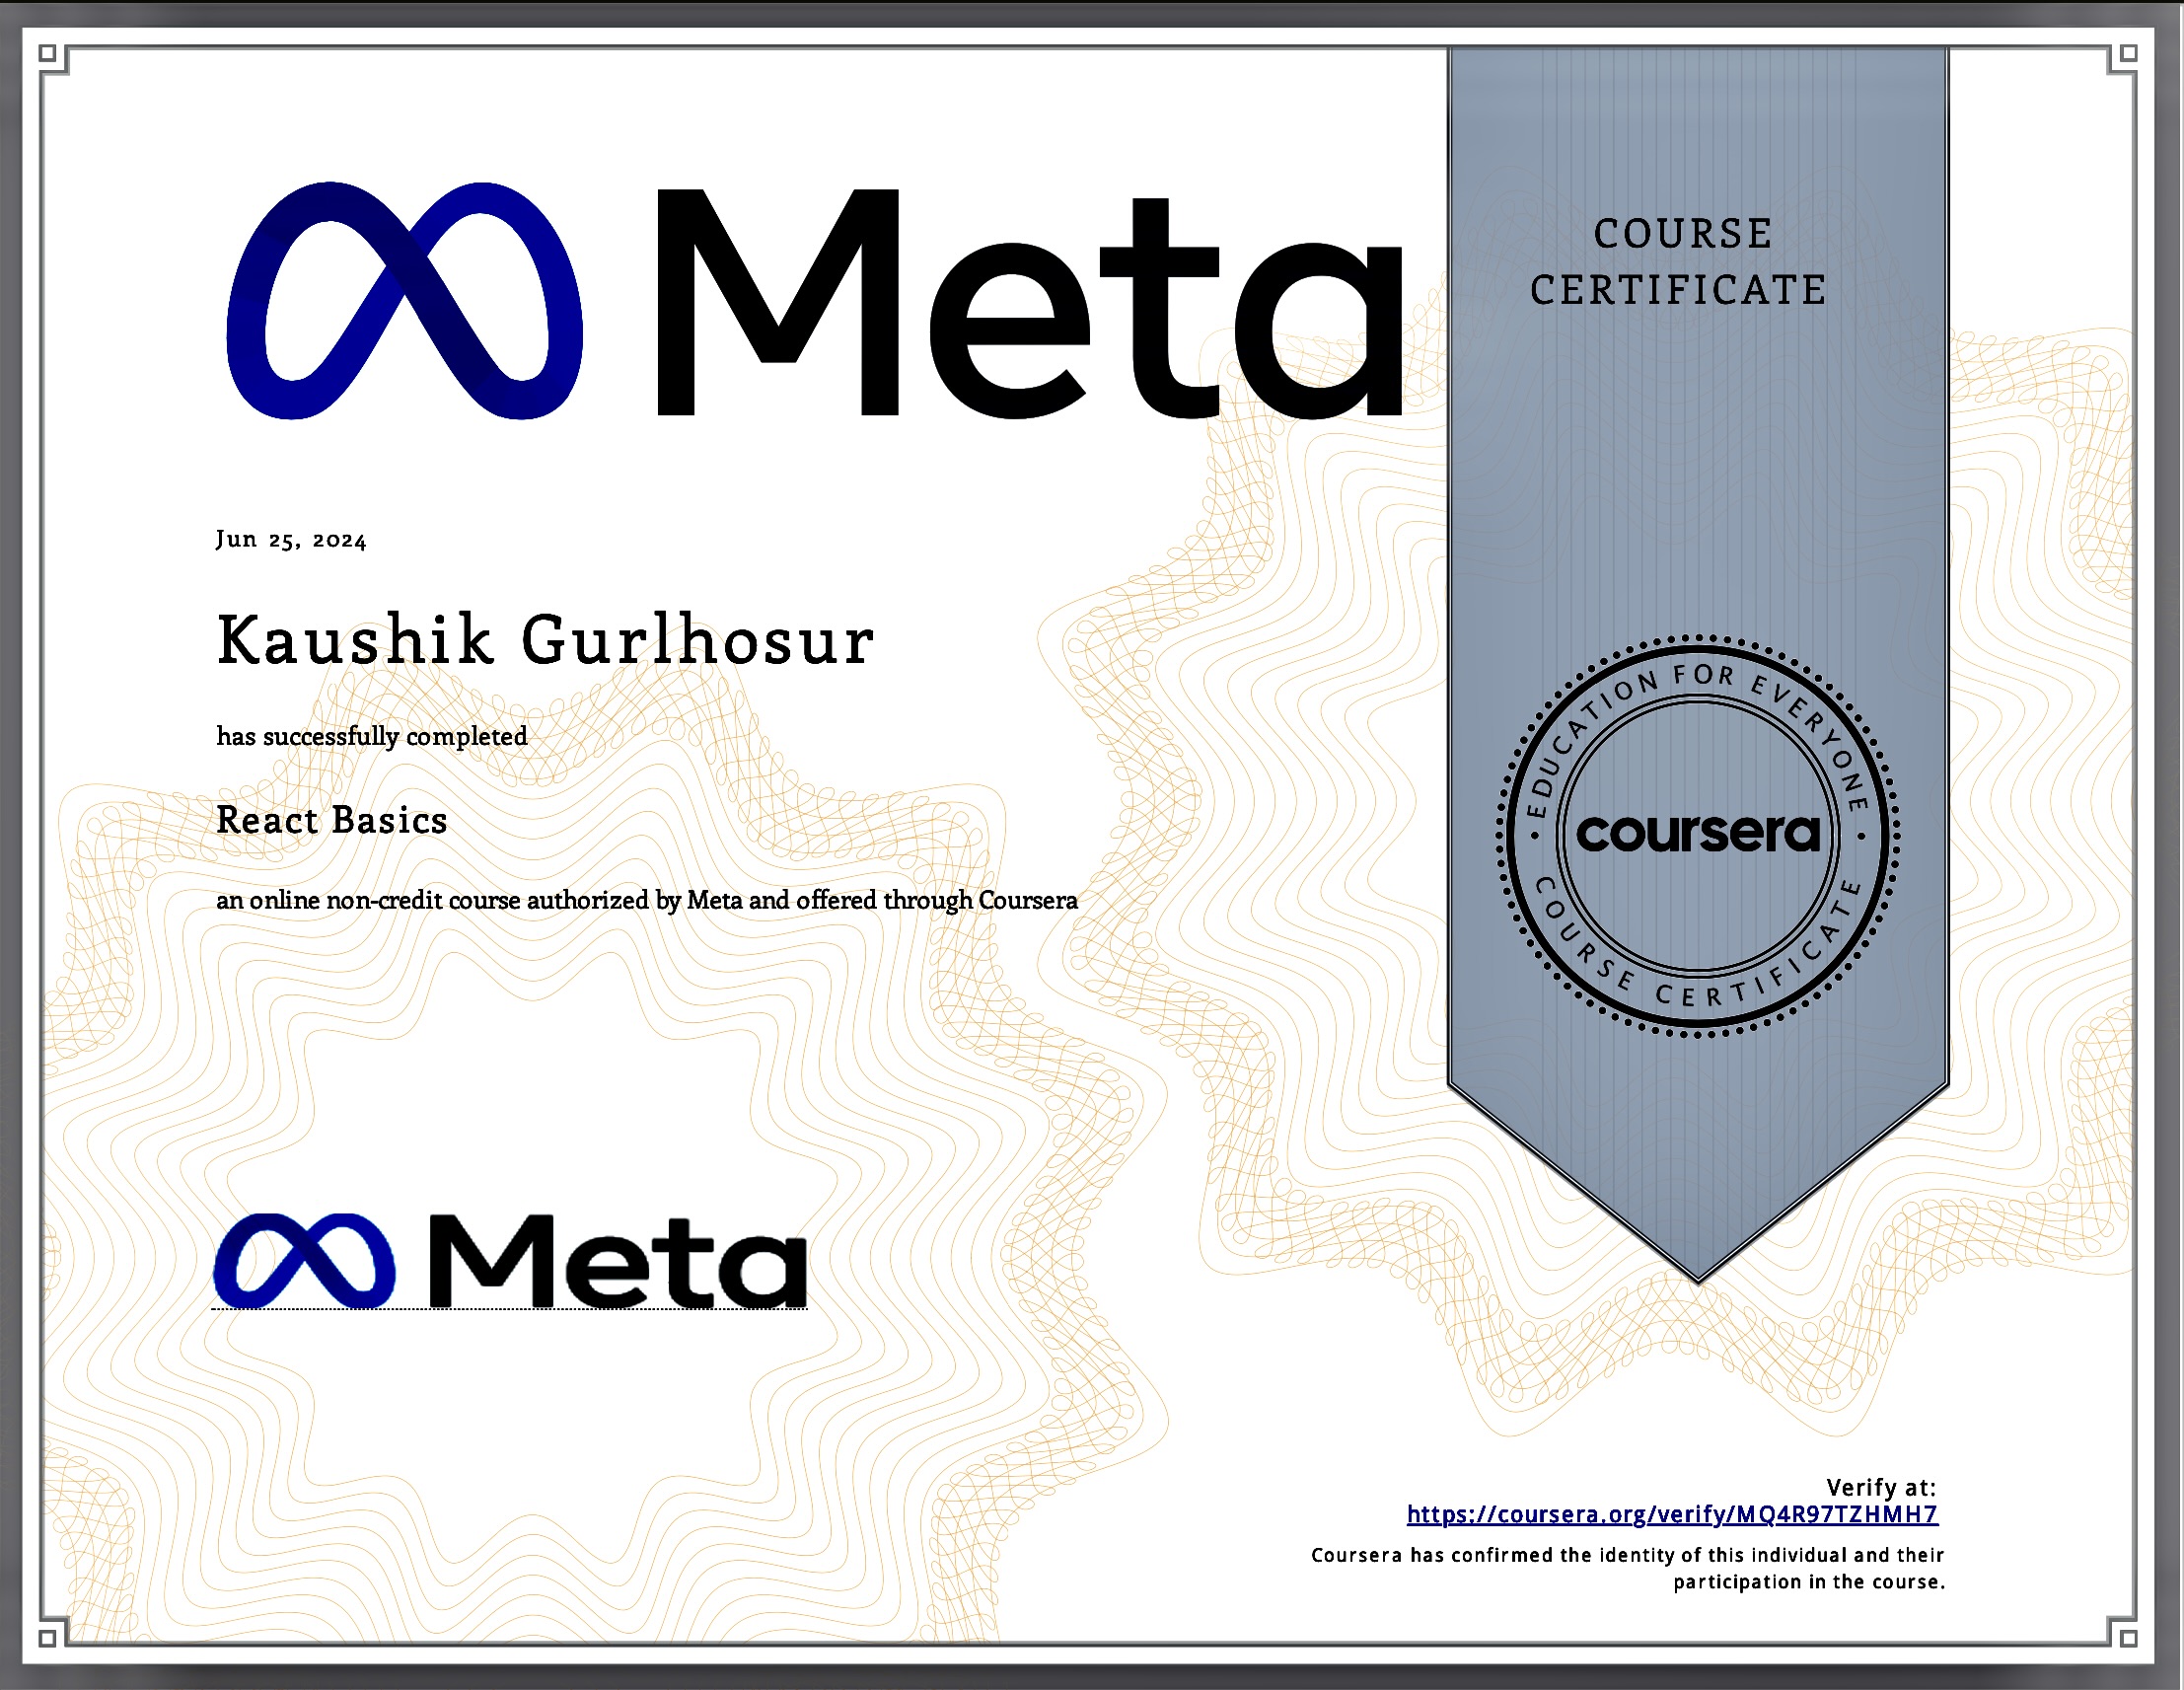 Meta
COURSE
CERTIFICATE
Jun 25, 2024
Kaushik Gurlhosur
has successfully completed
React Basics
an online non-credit course authorized by Meta and offered through Coursera
EDUCATION FOR EVERYONE
coursera
COURSE CERTIFICATE
Meta
Verify at:
https://coursera.org/verify/MQ4R97TZHMH7
Coursera has confirmed the identity of this individual and their
participation in the course.